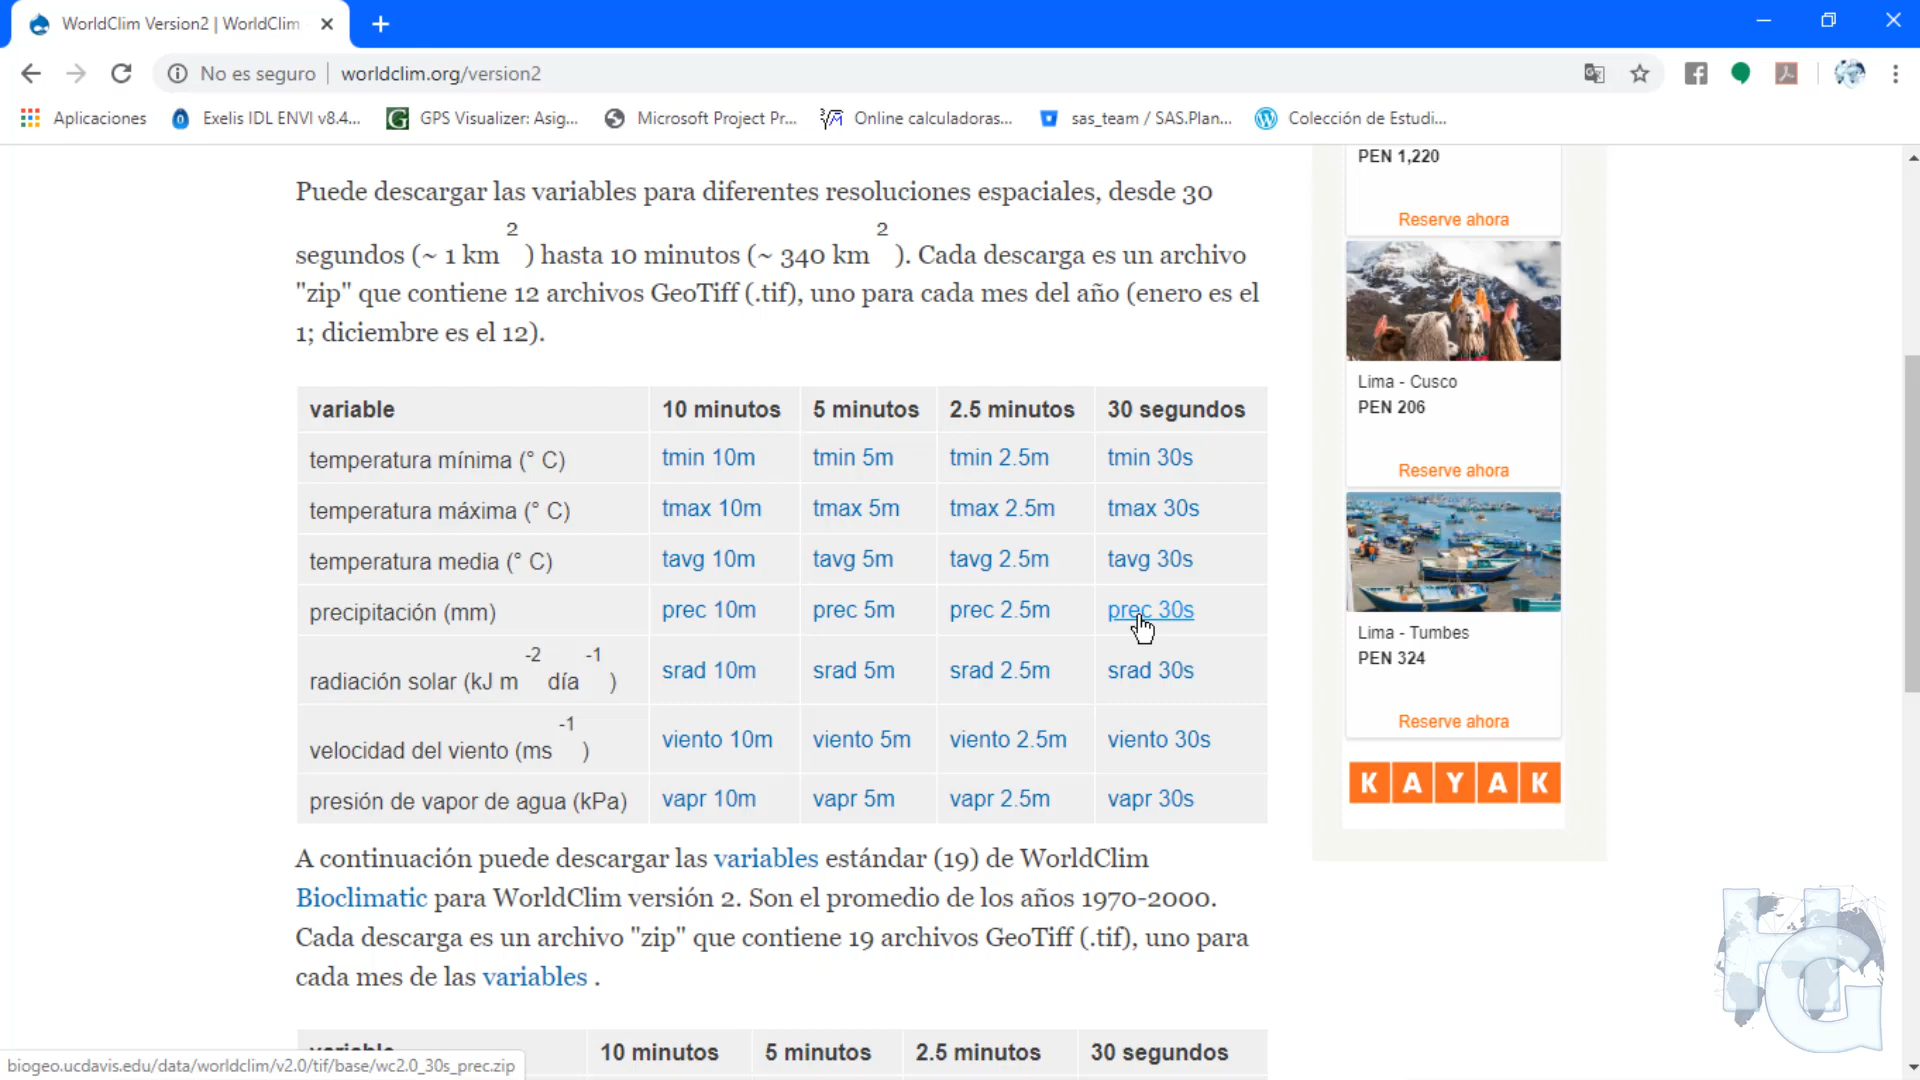 WorldClim Version2 | WorldClim
No es seguro
worldclim.org/version2
Aplicaciones
Exelis IDL ENVI v8.4...
GPS Visualizer: Asig...
Microsoft Project Pr...
Online calculadoras...
sas_team / SAS.Plan...
Colección de Estudi...
Puede descargar las variables para diferentes resoluciones espaciales, desde 30
segundos (~ 1 km 2 ) hasta 10 minutos (~ 340 km 2 ). Cada descarga es un archivo
"zip" que contiene 12 archivos GeoTiff (.tif), uno para cada mes del año (enero es el
1; diciembre es el 12).
variable 10 minutos 5 minutos 2.5 minutos 30 segundos
temperatura mínima (° C) tmin 10m tmin 5m tmin 2.5m tmin 30s
temperatura máxima (° C) tmax 10m tmax 5m tmax 2.5m tmax 30s
temperatura media (° C) tavg 10m tavg 5m tavg 2.5m tavg 30s
precipitación (mm) prec 10m prec 5m prec 2.5m prec 30s
radiación solar (kJ m -2 día -1 ) srad 10m srad 5m srad 2.5m srad 30s
velocidad del viento (ms -1 ) viento 10m viento 5m viento 2.5m viento 30s
presión de vapor de agua (kPa) vapr 10m vapr 5m vapr 2.5m vapr 30s
A continuación puede descargar las variables estándar (19) de WorldClim
Bioclimatic para WorldClim versión 2. Son el promedio de los años 1970-2000.
Cada descarga es un archivo "zip" que contiene 19 archivos GeoTiff (.tif), uno para
cada mes de las variables .
variable 10 minutos 5 minutos 2.5 minutos 30 segundos
biogeo.ucdavis.edu/data/worldclim/v2.0/tif/base/wc2.0_30s_prec.zip
PEN 1,220
Reserve ahora
Lima - Cusco
PEN 206
Reserve ahora
Lima - Tumbes
PEN 324
Reserve ahora
KAYAK
HG